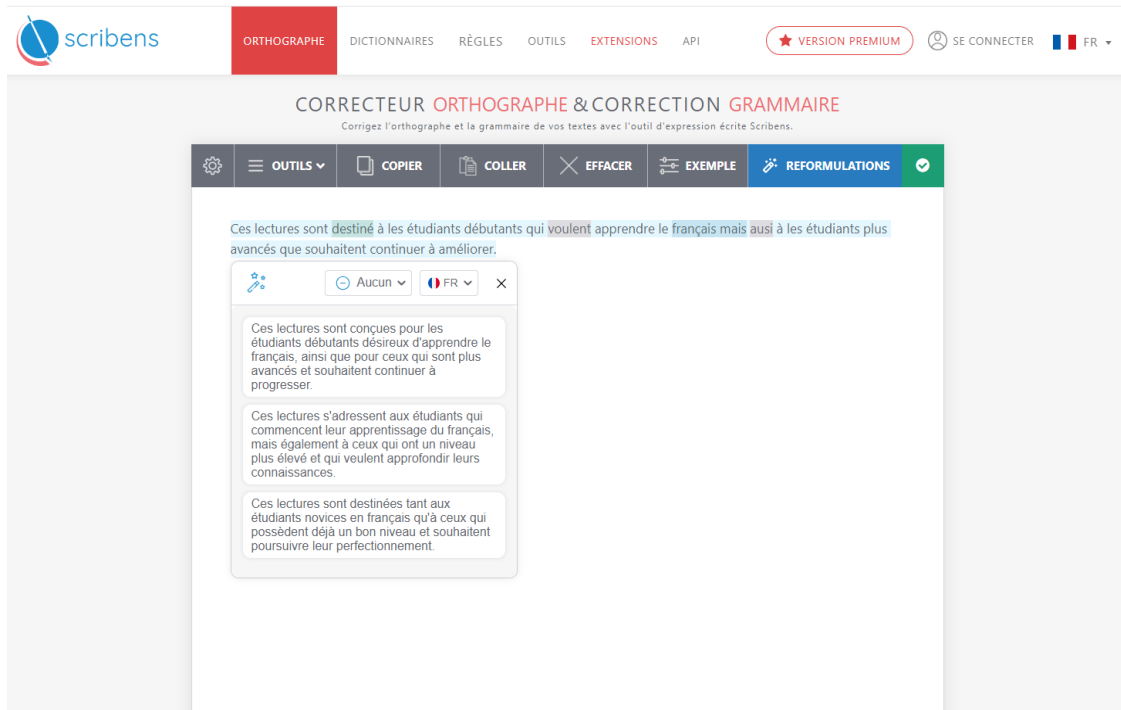 scribens
ORTHOGRAPHE DICTIONNAIRES RÈGLES OUTILS EXTENSIONS API VERSION PREMIUM SE CONNECTER FR
CORRECTEUR ORTHOGRAPHE & CORRECTION GRAMMAIRE
Corrigez l'orthographe et la grammaire de vos textes avec l'outil d'expression écrite Scribens.
OUTILS COPIER COLLER EFFACER EXEMPLE REFORMULATIONS
Ces lectures sont destiné à les étudiants débutants qui voulent apprendre le français mais ausi à les étudiants plus
avancés que souhaitent continuer à améliorer.
Aucun FR
Ces lectures sont conçues pour les
étudiants débutants désireux d'apprendre le
français, ainsi que pour ceux qui sont plus
avancés et souhaitent continuer à
progresser.
Ces lectures s'adressent aux étudiants qui
commencent leur apprentissage du français,
mais également à ceux qui ont un niveau
plus élevé et qui veulent approfondir leurs
connaissances.
Ces lectures sont destinées tant aux
étudiants novices en français qu'à ceux qui
possèdent déjà un bon niveau et souhaitent
poursuivre leur perfectionnement.